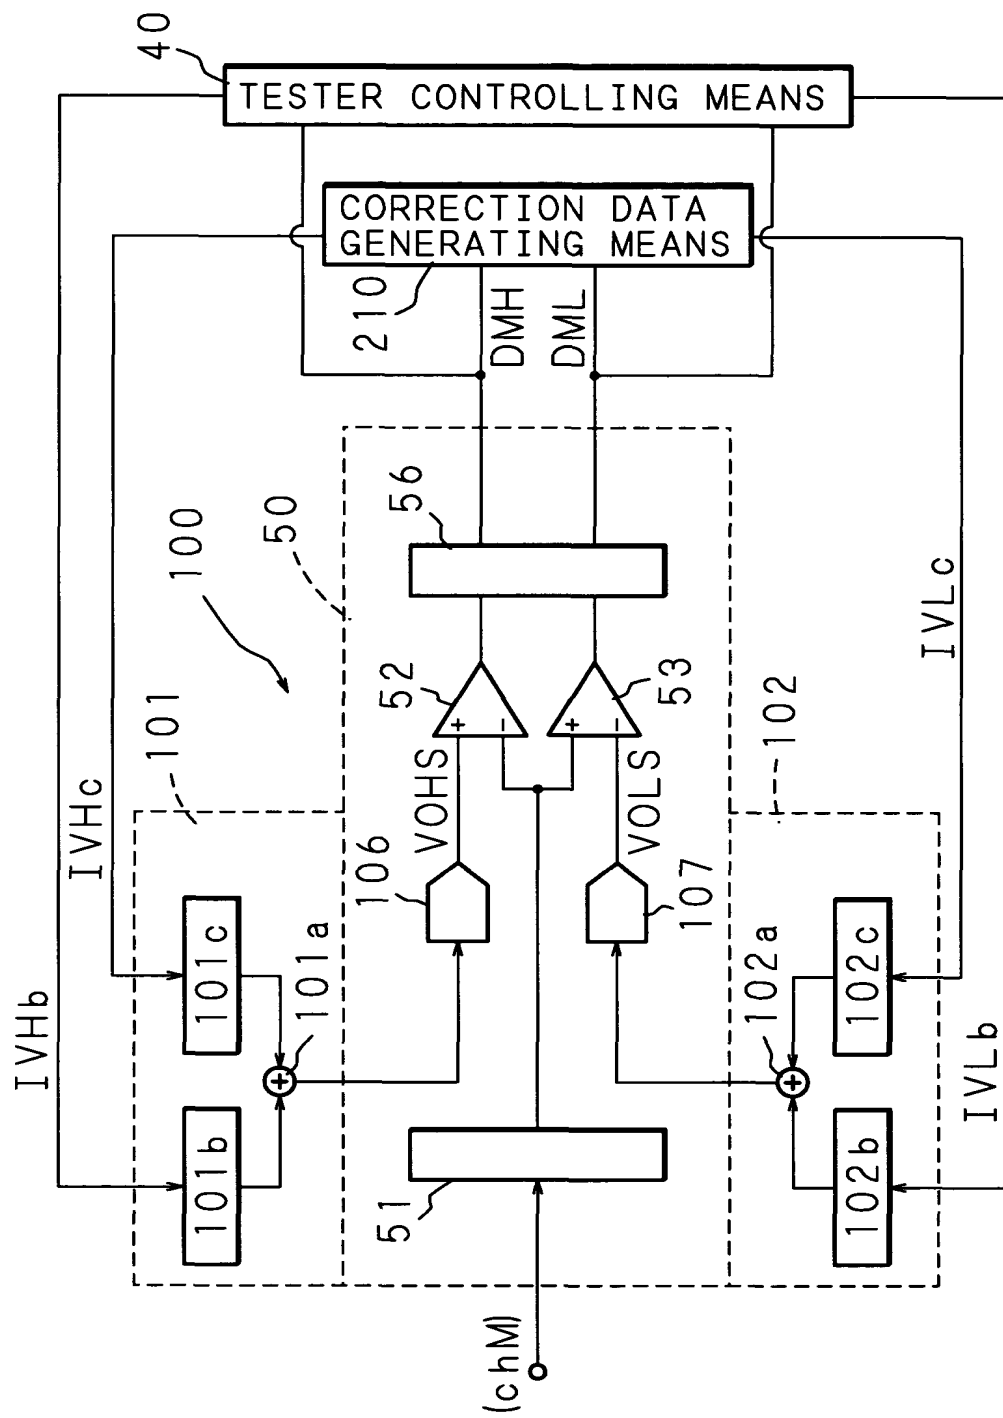 40
TESTER CONTROLLING MEANS
CORRECTION DATA
GENERATING MEANS
210
DMH
DML
IVHb
IVHc
100
101
50
56
52
53
VOHS
VOLS
106
107
102
IVLc
IVLb
101c
101b
101a
102a
102c
102b
51
+
-
+
-
+
+
(chM)